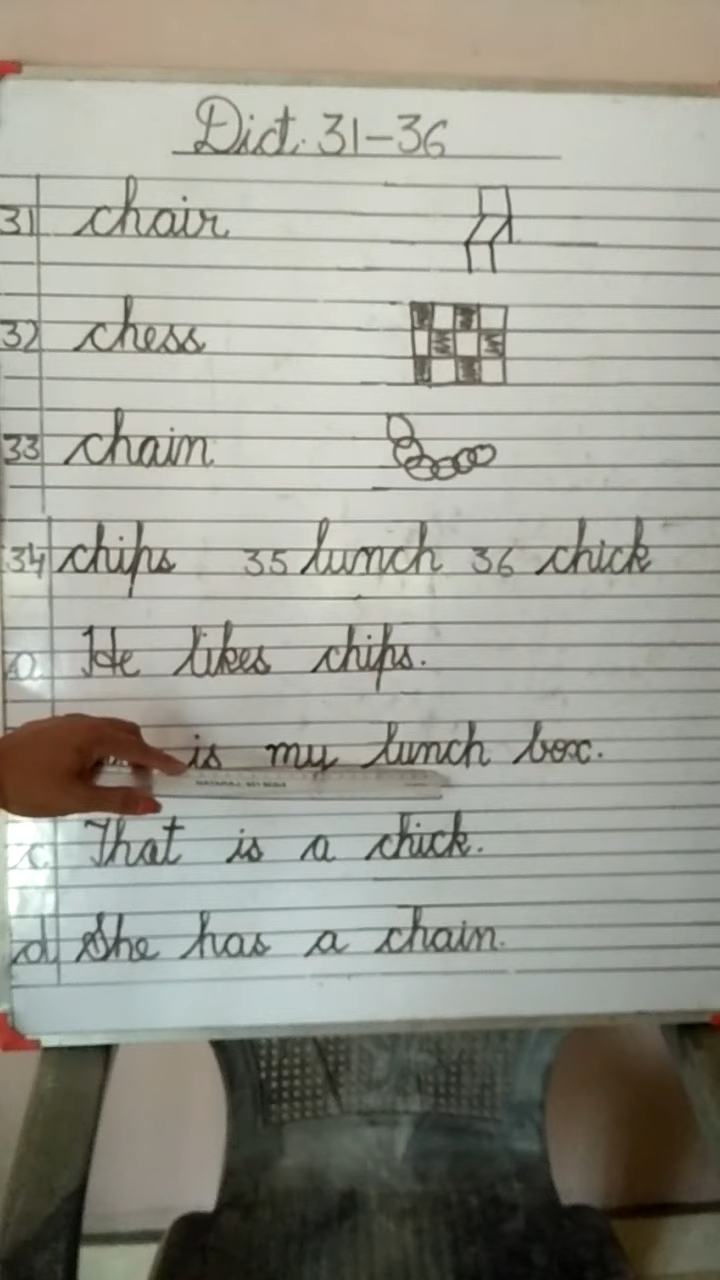 Dict. 31-36
31 chair
32 chess
33 chain
34 chips 35 lunch 36 chick
a He likes chips.
is my lunch box.
c. That is a chick.
d She has a chain.